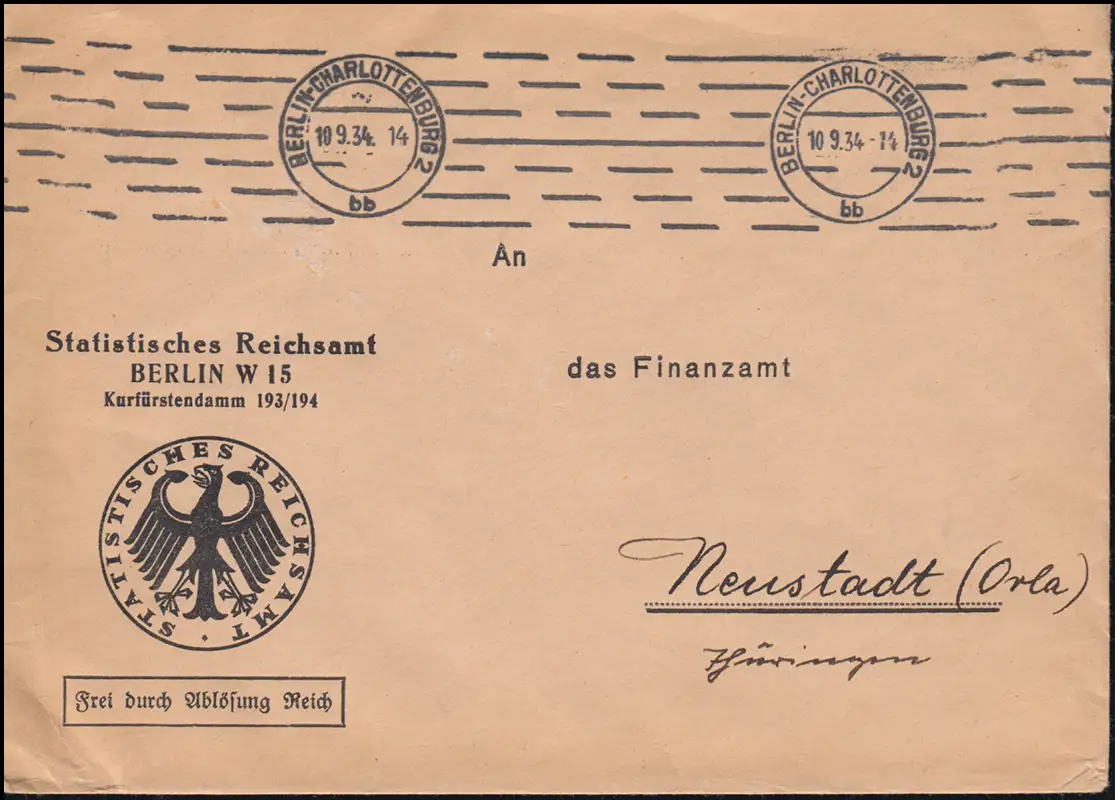 BERLIN-CHARLOTTENBURG 2
10 9.34. 14
bb
BERLIN-CHARLOTTENBURG 2
10 9.34-14
bb
An
Statistisches Reichsamt
BERLIN W 15
Kurfürstendamm 193/194
das Finanzamt
STATISTISCHES REICHSAMT
Neustadt (Orla)
Thüringen
Frei durch Ablösung Reich